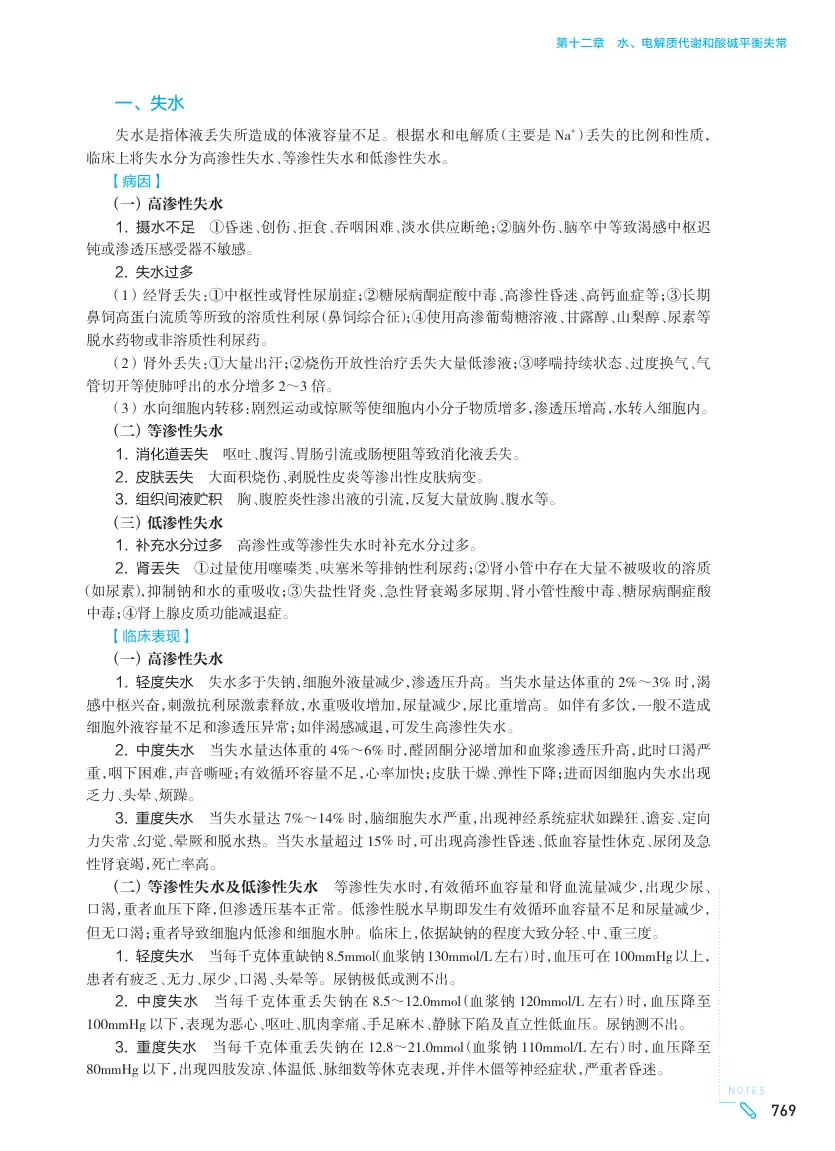 第十二章 水、电解质代谢和酸碱平衡失常
一、失水
失水是指体液丢失所造成的体液容量不足。根据水和电解质(主要是 Na⁺)丢失的比例和性质,
临床上将失水分为高渗性失水、等渗性失水和低渗性失水。
【病因】
(一)高渗性失水
1. 摄水不足 ①昏迷、创伤、拒食、吞咽困难、淡水供应断绝;②脑外伤、脑卒中等致渴感中枢迟
钝或渗透压感受器不敏感。
2. 失水过多
(1)经肾丢失:①中枢性或肾性尿崩症;②糖尿病酮症酸中毒、高渗性昏迷、高钙血症等;③长期
鼻饲高蛋白流质等所致的溶质性利尿(鼻饲综合征);④使用高渗葡萄糖溶液、甘露醇、山梨醇、尿素等
脱水药物或非溶质性利尿药。
(2)肾外丢失:①大量出汗;②烧伤开放性治疗丢失大量低渗液;③哮喘持续状态、过度换气、气
管切开等使肺呼出的水分增多 2～3 倍。
(3)水向细胞内转移:剧烈运动或惊厥等使细胞内小分子物质增多,渗透压增高,水转入细胞内。
(二)等渗性失水
1. 消化道丢失 呕吐、腹泻、胃肠引流或肠梗阻等致消化液丢失。
2. 皮肤丢失 大面积烧伤、剥脱性皮炎等渗出性皮肤病变。
3. 组织间液贮积 胸、腹腔炎性渗出液的引流,反复大量放胸、腹水等。
(三)低渗性失水
1. 补充水分过多 高渗性或等渗性失水时补充水分过多。
2. 肾丢失 ①过量使用噻嗪类、呋塞米等排钠性利尿药;②肾小管中存在大量不被吸收的溶质
(如尿素),抑制钠和水的重吸收;③失盐性肾炎、急性肾衰竭多尿期、肾小管性酸中毒、糖尿病酮症酸
中毒;④肾上腺皮质功能减退症。
【临床表现】
(一)高渗性失水
1. 轻度失水 失水多于失钠,细胞外液量减少,渗透压升高。当失水量达体重的 2%～3% 时,渴
感中枢兴奋,刺激抗利尿激素释放,水重吸收增加,尿量减少,尿比重增高。如伴有多饮,一般不造成
细胞外液容量不足和渗透压异常;如伴渴感减退,可发生高渗性失水。
2. 中度失水 当失水量达体重的 4%～6% 时,醛固酮分泌增加和血浆渗透压升高,此时口渴严
重,咽下困难,声音嘶哑;有效循环容量不足,心率加快;皮肤干燥、弹性下降;进而因细胞内失水出现
乏力、头晕、烦躁。
3. 重度失水 当失水量达 7%～14% 时,脑细胞失水严重,出现神经系统症状如躁狂、谵妄、定向
力失常、幻觉、晕厥和脱水热。当失水量超过 15% 时,可出现高渗性昏迷、低血容量性休克、尿闭及急
性肾衰竭,死亡率高。
(二)等渗性失水及低渗性失水 等渗性失水时,有效循环血容量和肾血流量减少,出现少尿、
口渴,重者血压下降,但渗透压基本正常。低渗性脱水早期即发生有效循环血容量不足和尿量减少,
但无口渴;重者导致细胞内低渗和细胞水肿。临床上,依据缺钠的程度大致分轻、中、重三度。
1. 轻度失水 当每千克体重缺钠 8.5mmol(血浆钠 130mmol/L 左右)时,血压可在 100mmHg 以上,
患者有疲乏、无力、尿少、口渴、头晕等。尿钠极低或测不出。
2. 中度失水 当每千克体重丢失钠在 8.5～12.0mmol(血浆钠 120mmol/L 左右)时,血压降至
100mmHg 以下,表现为恶心、呕吐、肌肉挛痛、手足麻木、静脉下陷及直立性低血压。尿钠测不出。
3. 重度失水 当每千克体重丢失钠在 12.8～21.0mmol(血浆钠 110mmol/L 左右)时,血压降至
80mmHg 以下,出现四肢发凉、体温低、脉细数等休克表现,并伴木僵等神经症状,严重者昏迷。
NOTES
769